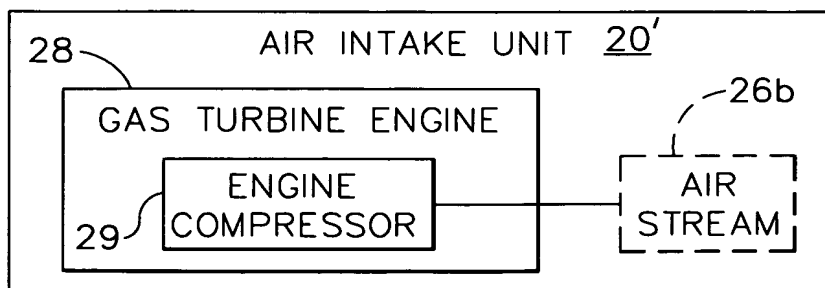 AIR INTAKE UNIT 20'
28
GAS TURBINE ENGINE
26b
ENGINE
COMPRESSOR
29
AIR
STREAM